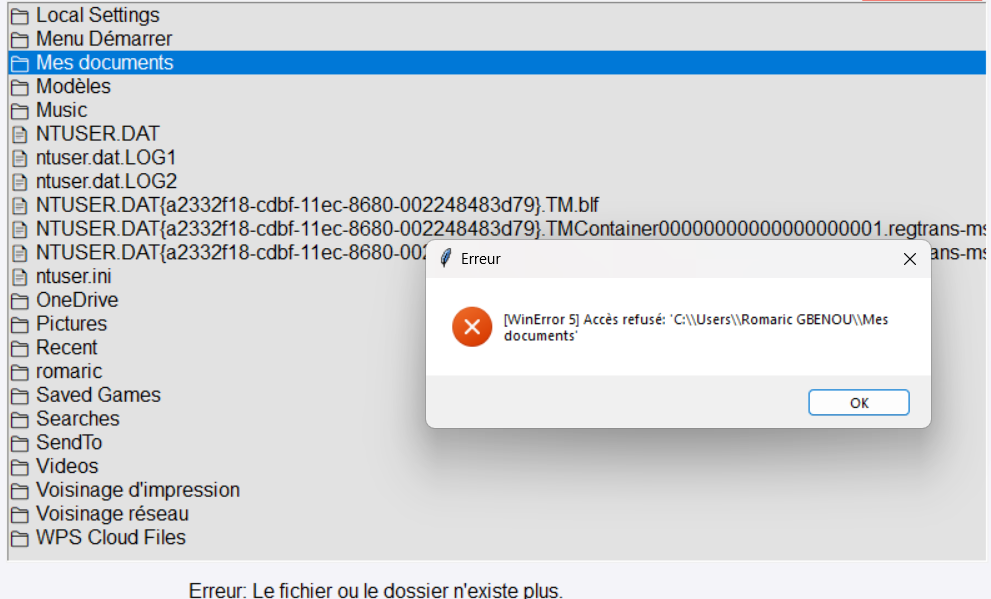 Local Settings
Menu Démarrer
Mes documents
Modèles
Music
NTUSER.DAT
ntuser.dat.LOG1
ntuser.dat.LOG2
NTUSER.DAT{a2332f18-cdbf-11ec-8680-002248483d79}.TM.blf
NTUSER.DAT{a2332f18-cdbf-11ec-8680-002248483d79}.TMContainer00000000000000000001.regtrans-ms
NTUSER.DAT{a2332f18-cdbf-11ec-8680-002 ans-ms
ntuser.ini
OneDrive
Pictures
Recent
romaric
Saved Games
Searches
SendTo
Videos
Voisinage d'impression
Voisinage réseau
WPS Cloud Files
Erreur
[WinError 5] Accès refusé: 'C:\\Users\\Romaric GBENOU\\Mes
documents'
OK
Erreur: Le fichier ou le dossier n'existe plus.